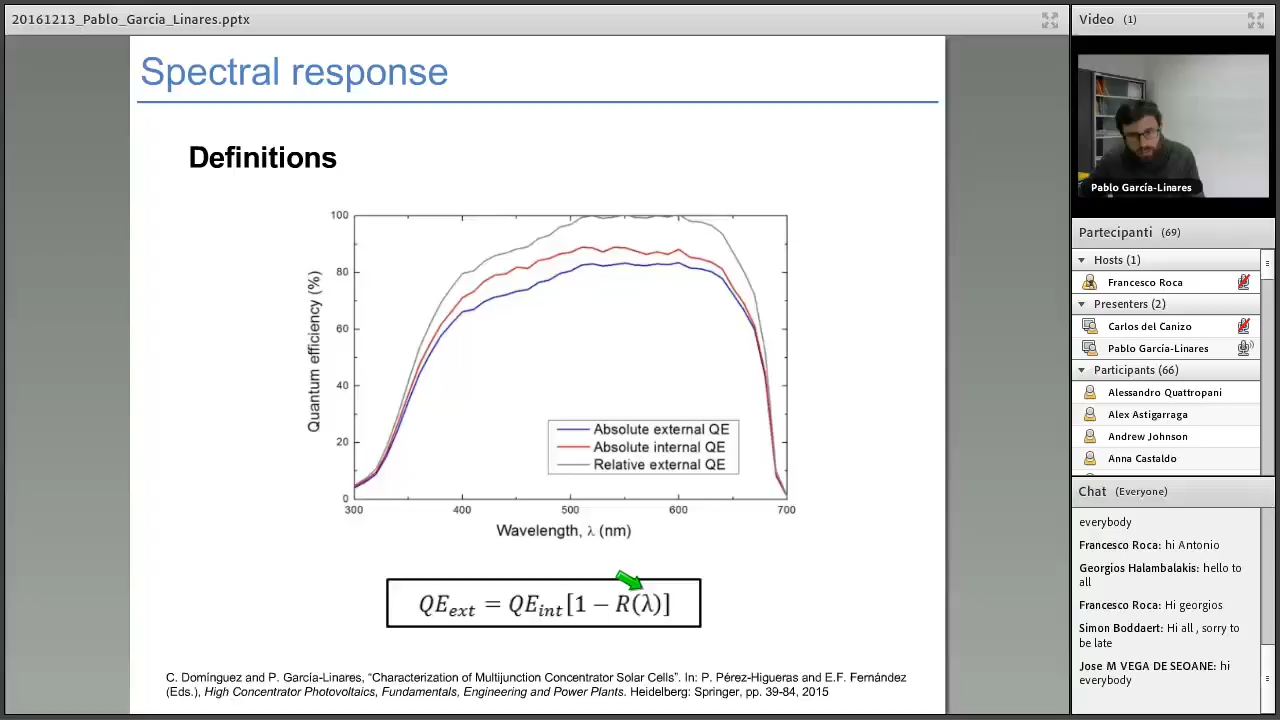 20161213_Pablo_Garcia_Linares.pptx
Spectral response
Definitions
Quantum efficiency (%)
100
80
60
40
20
0
300
400
500
600
700
Wavelength, λ (nm)
Absolute external QE
Absolute internal QE
Relative external QE
QE_ext = QE_int[1 − R(λ)]
C. Domínguez and P. García-Linares, “Characterization of Multijunction Concentrator Solar Cells”. In: P. Pérez-Higueras and E.F. Fernández
(Eds.), High Concentrator Photovoltaics, Fundamentals, Engineering and Power Plants. Heidelberg: Springer, pp. 39-84, 2015
Video (1)
Pablo García-Linares
Partecipanti (69)
Hosts (1)
Francesco Roca
Presenters (2)
Carlos del Canizo
Pablo García-Linares
Participants (66)
Alessandro Quattropani
Alex Astigarraga
Andrew Johnson
Anna Castaldo
Chat (Everyone)
everybody
Francesco Roca: hi Antonio
Georgios Halambalakis: hello to
all
Francesco Roca: Hi georgios
Simon Boddaert: Hi all , sorry to
be late
Jose M VEGA DE SEOANE: hi
everybody